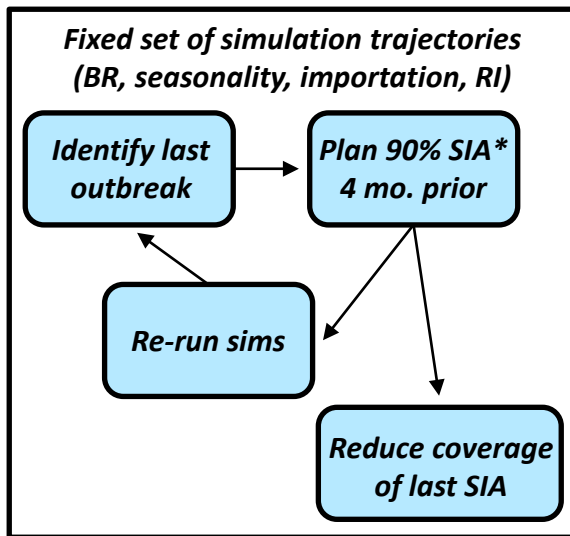 Fixed set of simulation trajectories
(BR, seasonality, importation, RI)
Identify last
outbreak
Plan 90% SIA*
4 mo. prior
Re-run sims
Reduce coverage
of last SIA